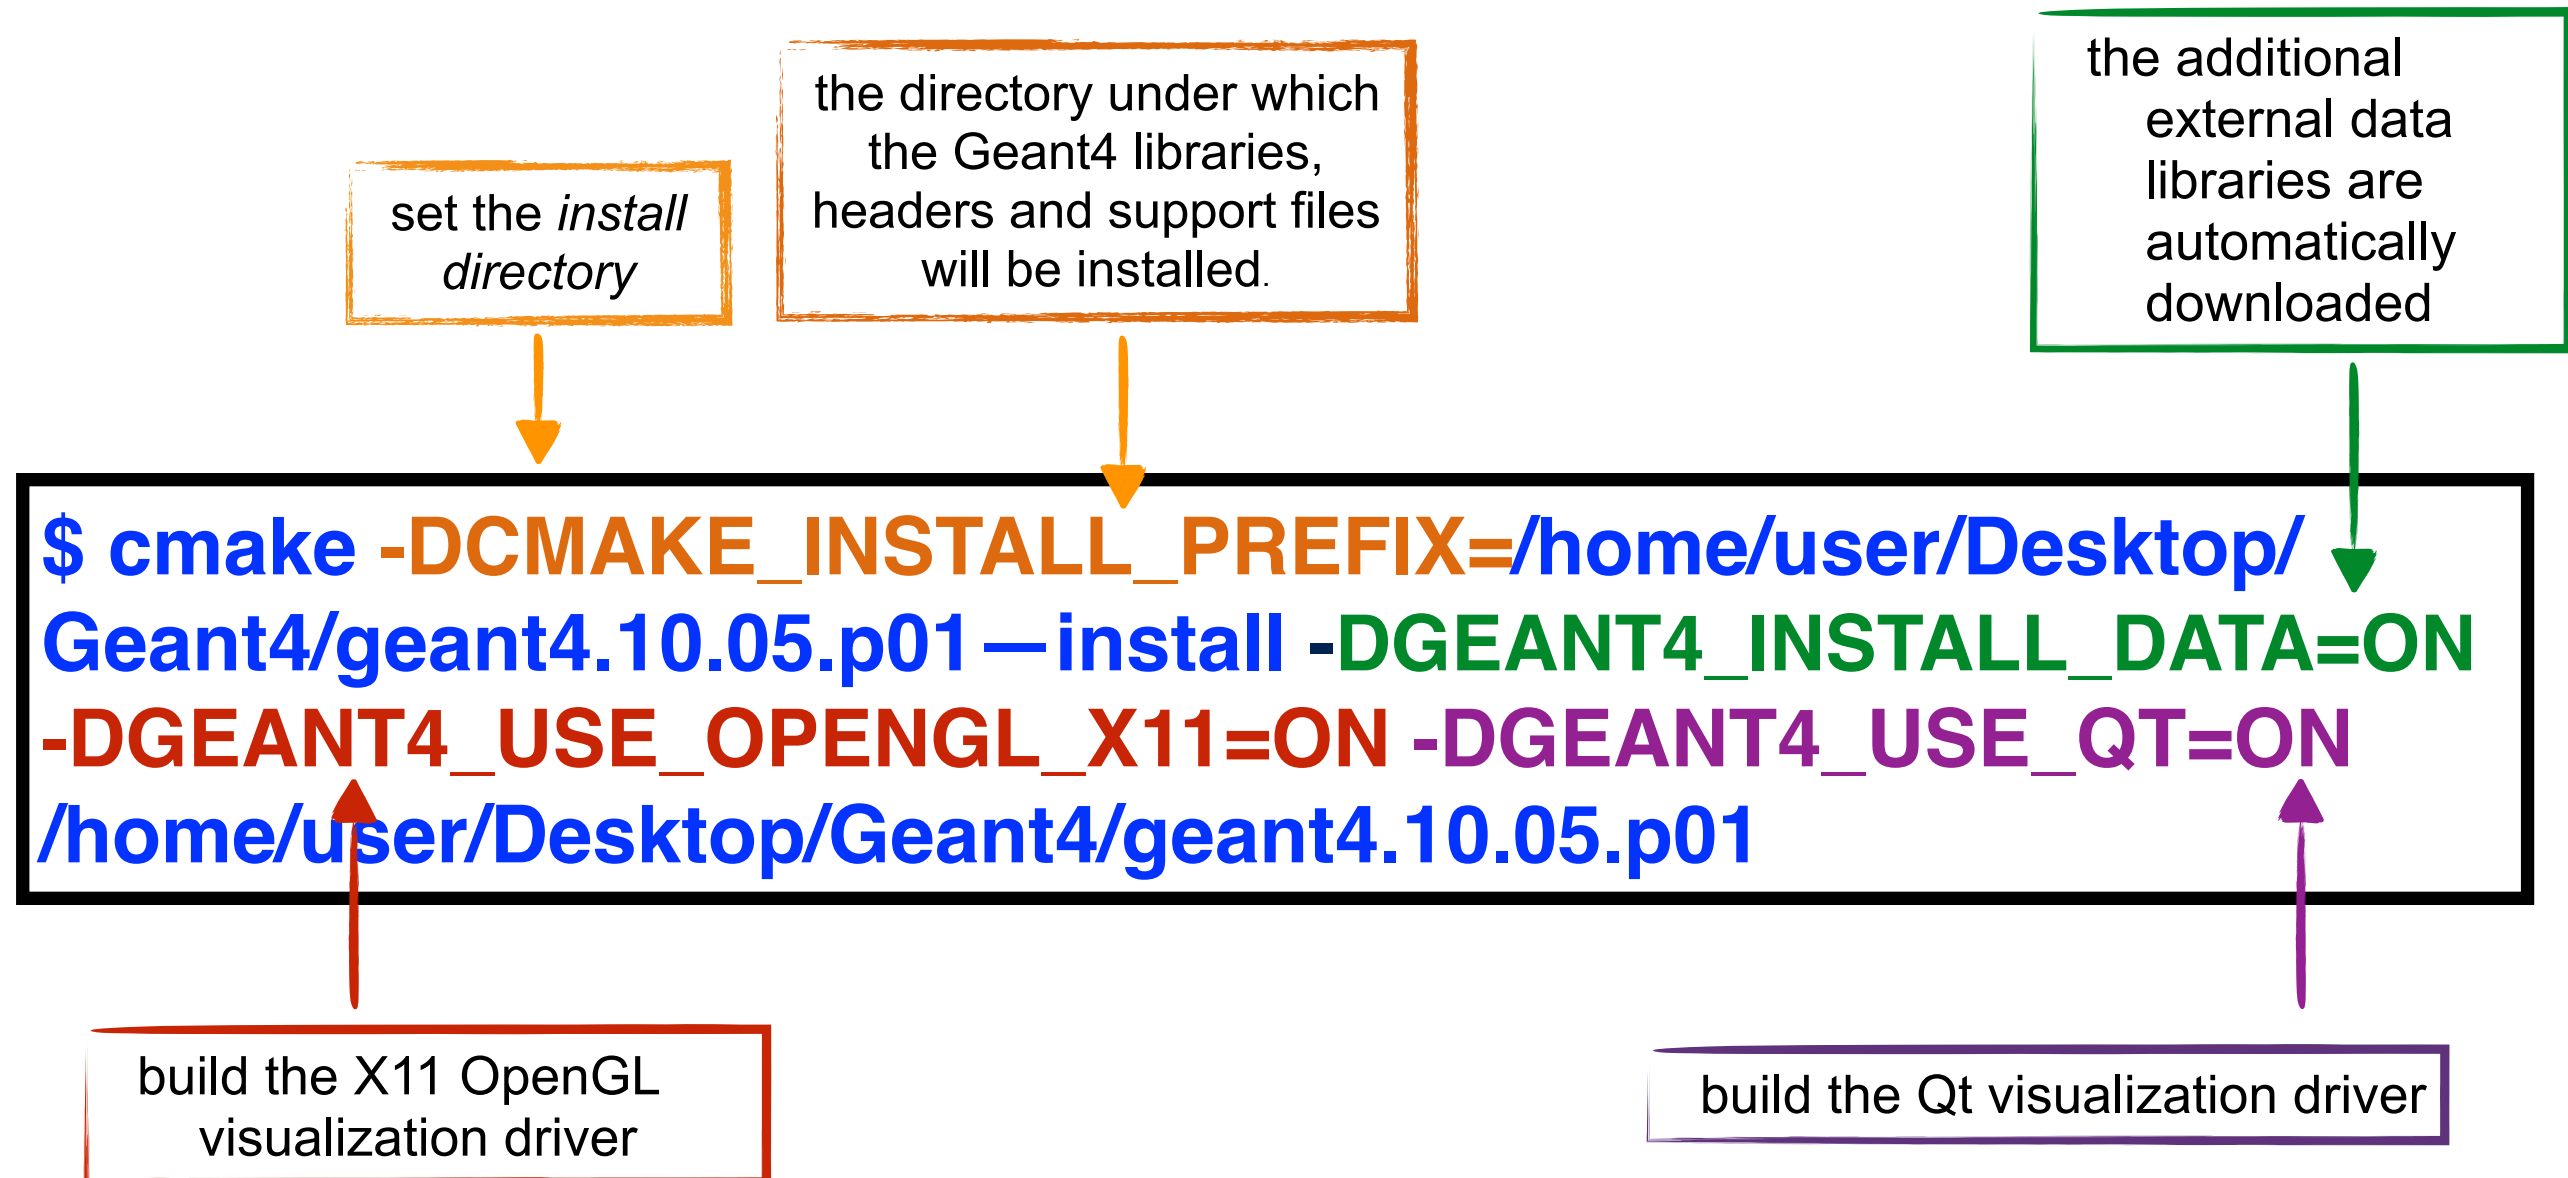 set the install
directory
the directory under which
the Geant4 libraries,
headers and support files
will be installed.
the additional
external data
libraries are
automatically
downloaded
$ cmake -DCMAKE_INSTALL_PREFIX=/home/user/Desktop/
Geant4/geant4.10.05.p01—install -DGEANT4_INSTALL_DATA=ON
-DGEANT4_USE_OPENGL_X11=ON -DGEANT4_USE_QT=ON
/home/user/Desktop/Geant4/geant4.10.05.p01
build the X11 OpenGL
visualization driver
build the Qt visualization driver